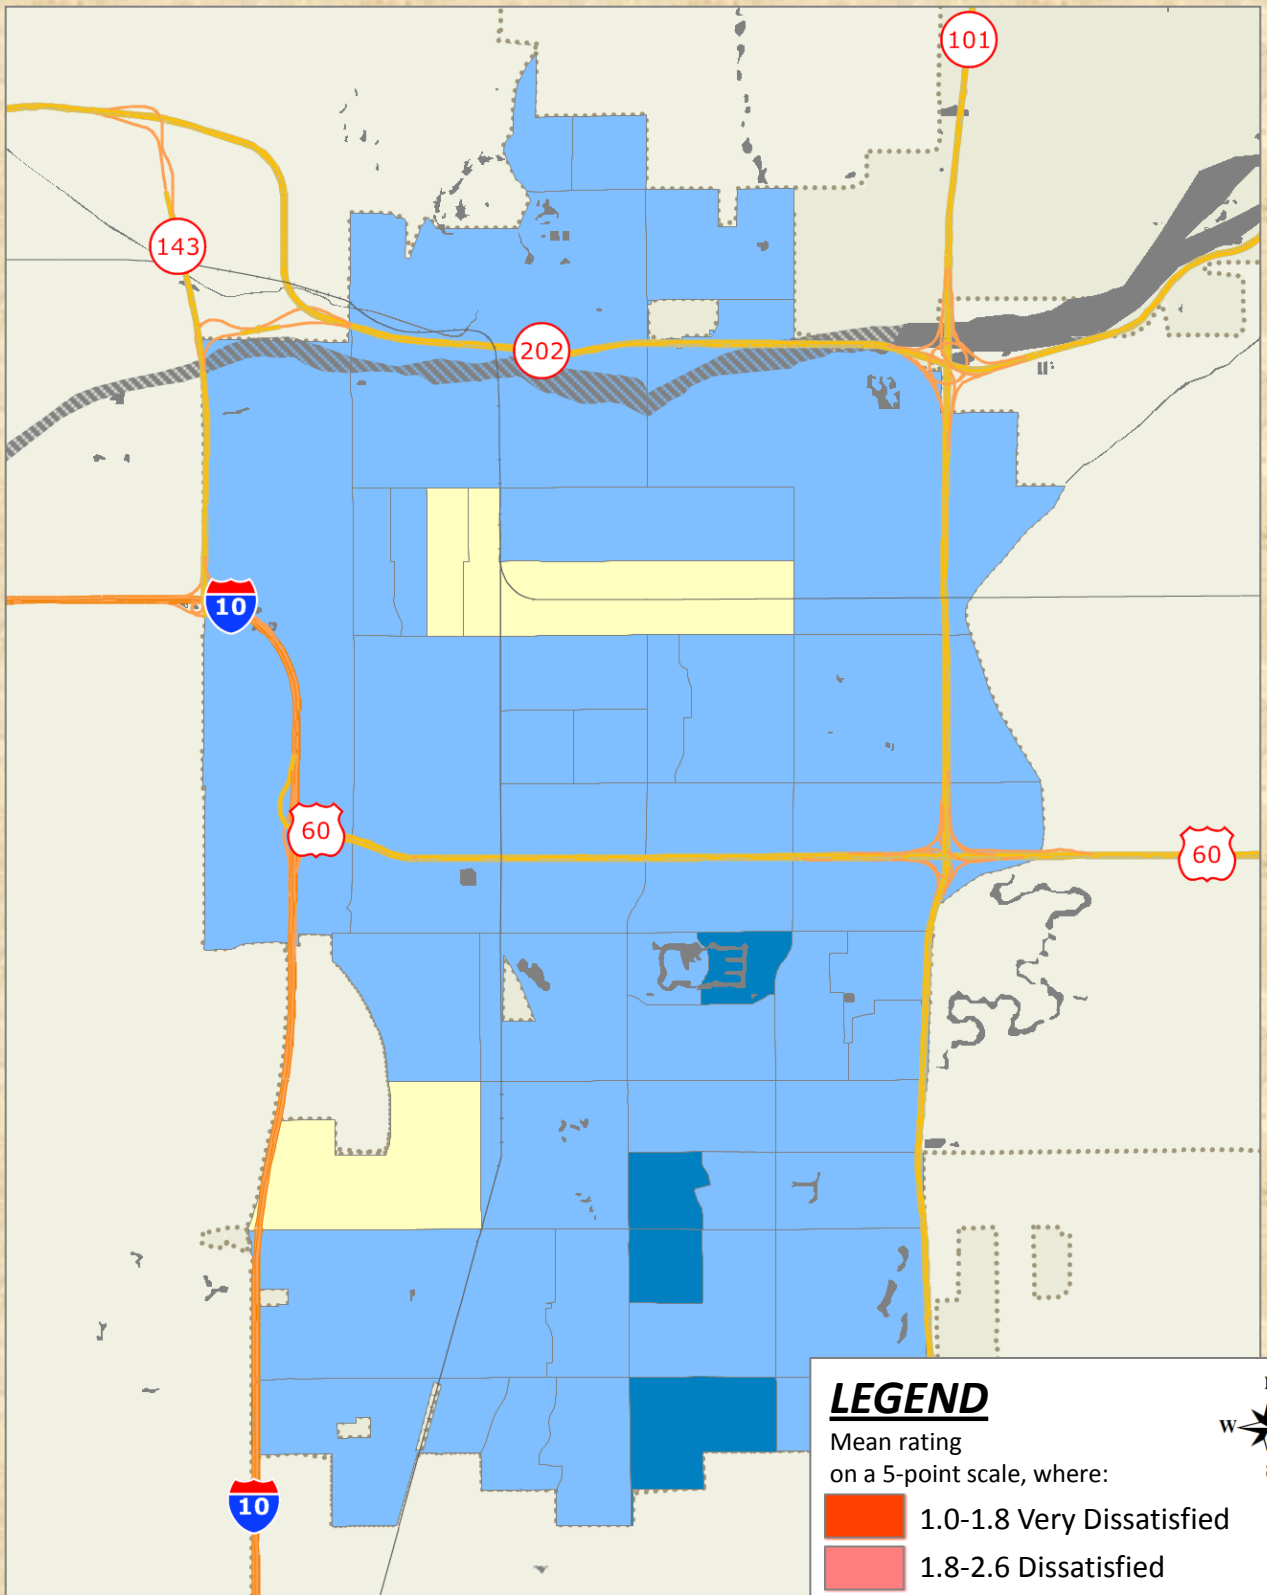 101
143
202
10
60
60
10
LEGEND
Mean rating
on a 5-point scale, where:
W
1.0-1.8 Very Dissatisfied
1.8-2.6 Dissatisfied